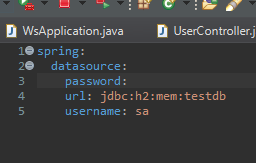 WsApplication.java
UserController.j
1 spring:
2 datasource:
3 password:
4 url: jdbc:h2:mem:testdb
5 username: sa